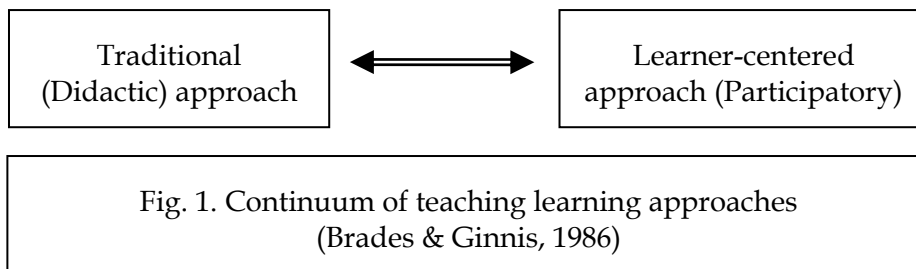 Traditional
(Didactic) approach
Learner-centered
approach (Participatory)
Fig. 1. Continuum of teaching learning approaches
(Brades & Ginnis, 1986)